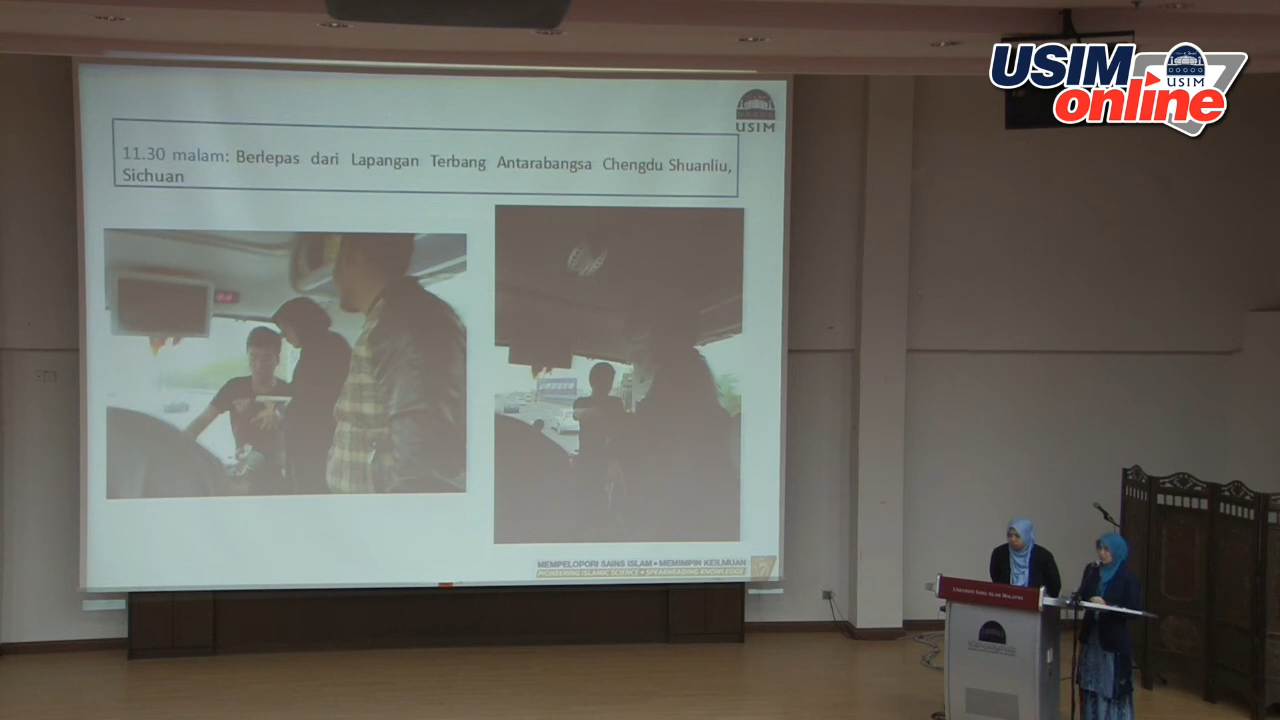 USIM
online
USIM
USIM
11.30 malam: Berlepas dari Lapangan Terbang Antarabangsa Chengdu Shuanliu,
Sichuan
MEMPELOPORI SAINS ISLAM • MEMIMPIN KEILMUAN
PIONEERING ISLAMIC SCIENCE • SPEARHEADING KNOWLEDGE
UNIVERSITI SAINS ISLAM MALAYSIA